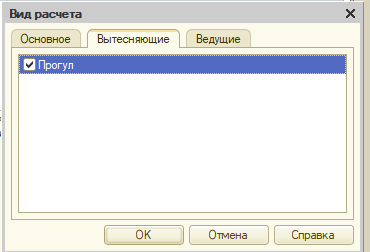 Вид расчета
Основное Вытесняющие Ведущие
Прогул
OK Отмена Справка